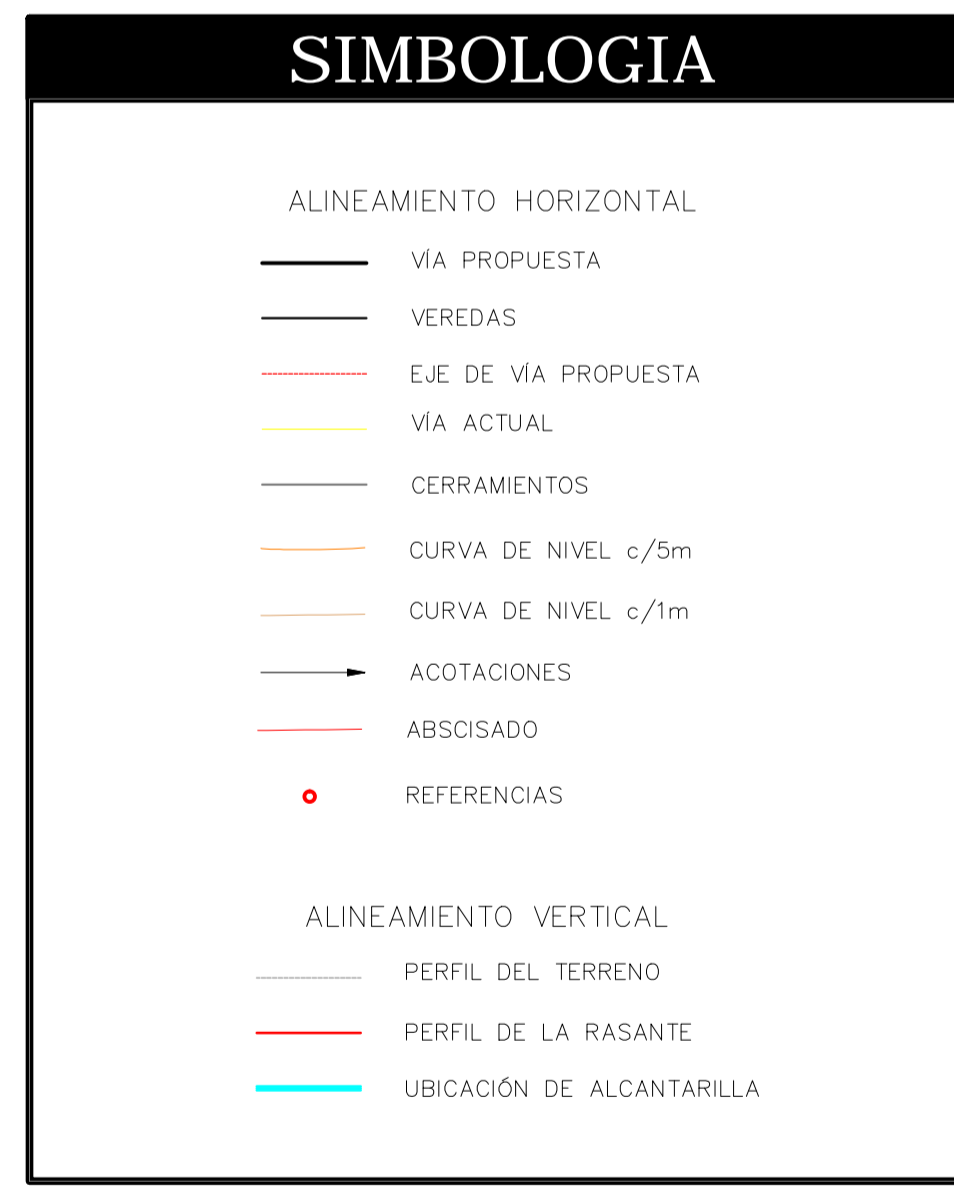 SIMBOLOGIA
ALINEAMIENTO HORIZONTAL
VÍA PROPUESTA
VEREDAS
EJE DE VÍA PROPUESTA
VÍA ACTUAL
CERRAMIENTOS
CURVA DE NIVEL c/5m
CURVA DE NIVEL c/1m
ACOTACIONES
ABSCISADO
REFERENCIAS
ALINEAMIENTO VERTICAL
PERFIL DEL TERRENO
PERFIL DE LA RASANTE
UBICACIÓN DE ALCANTARILLA